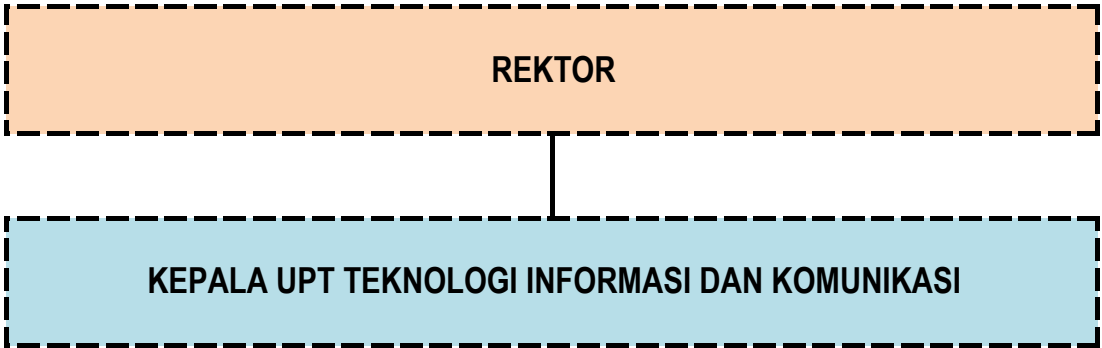 REKTOR
KEPALA UPT TEKNOLOGI INFORMASI DAN KOMUNIKASI